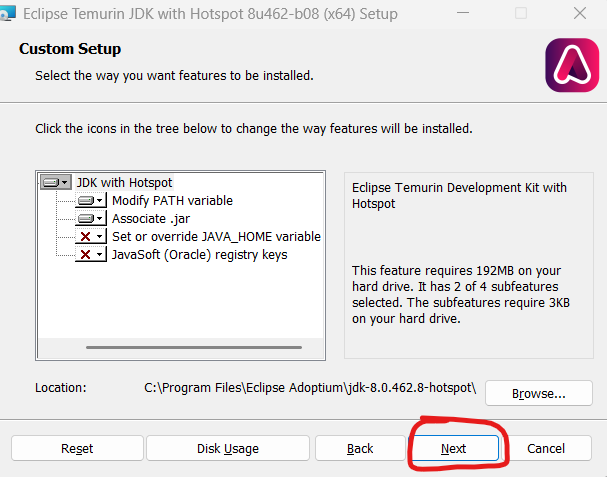 Eclipse Temurin JDK with Hotspot 8u462-b08 (x64) Setup
Custom Setup
Select the way you want features to be installed.
Click the icons in the tree below to change the way features will be installed.
JDK with Hotspot
Modify PATH variable
Associate .jar
Set or override JAVA_HOME variable
JavaSoft (Oracle) registry keys
Eclipse Temurin Development Kit with
Hotspot
This feature requires 192MB on your
hard drive. It has 2 of 4 subfeatures
selected. The subfeatures require 3KB
on your hard drive.
Location: C:\Program Files\Eclipse Adoptium\jdk-8.0.462.8-hotspot\
Browse...
Reset Disk Usage Back Next Cancel